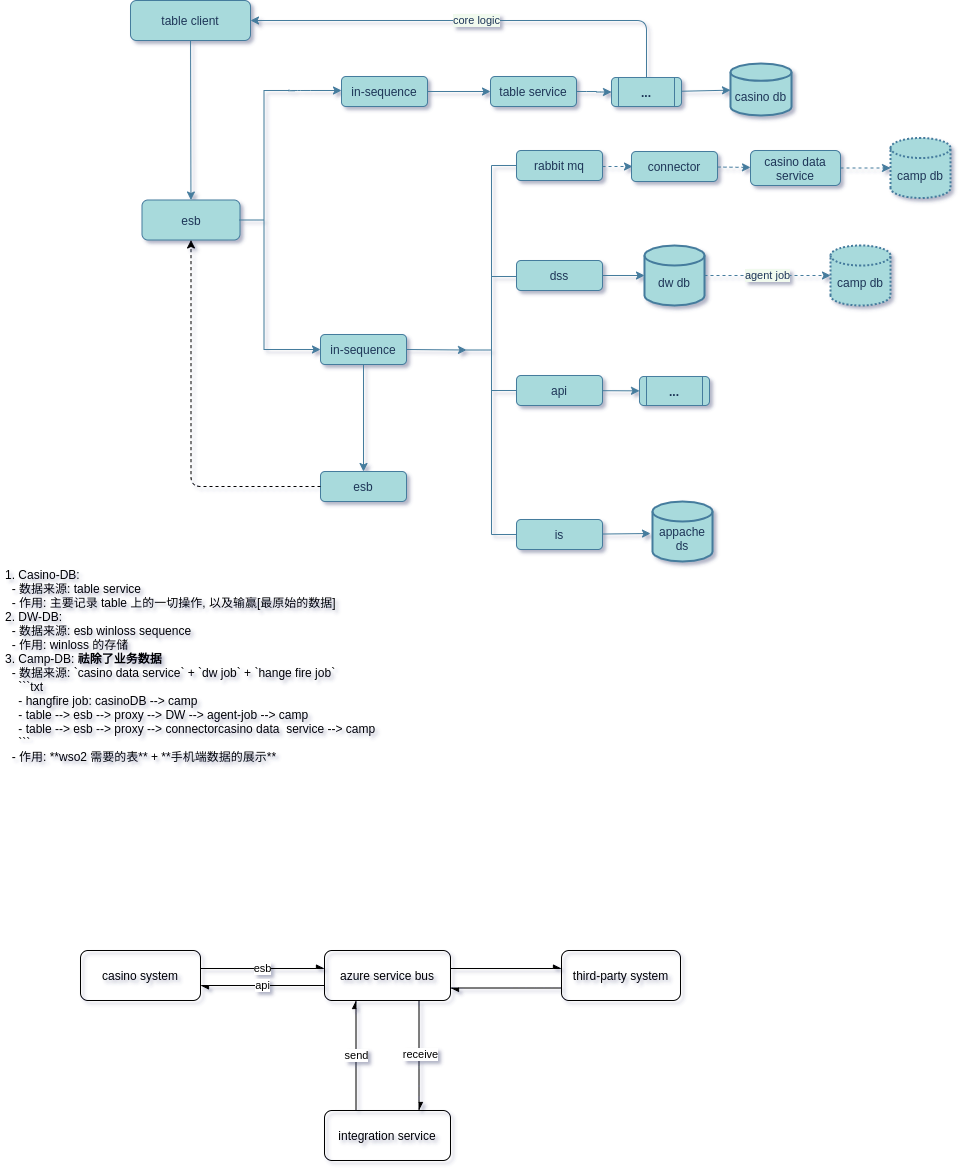 table client
core logic
in-sequence
table service
...
casino db
rabbit mq
connector
casino data
service
camp db
esb
dss
dw db
agent job
camp db
in-sequence
api
...
esb
is
appache
ds
1. Casino-DB:
- 数据来源: table service
- 作用: 主要记录 table 上的一切操作, 以及输赢[最原始的数据]
2. DW-DB:
- 数据来源: esb winloss sequence
- 作用: winloss 的存储
3. Camp-DB: 祛除了业务数据
- 数据来源: `casino data service` + `dw job` + `hange fire job`
```txt
- hangfire job: casinoDB --> camp
- table --> esb --> proxy --> DW --> agent-job --> camp
- table --> esb --> proxy --> connectorcasino data  service --> camp
```
- 作用: **wso2 需要的表** + **手机端数据的展示**
casino system
esb
api
azure service bus
third-party system
send
receive
integration service